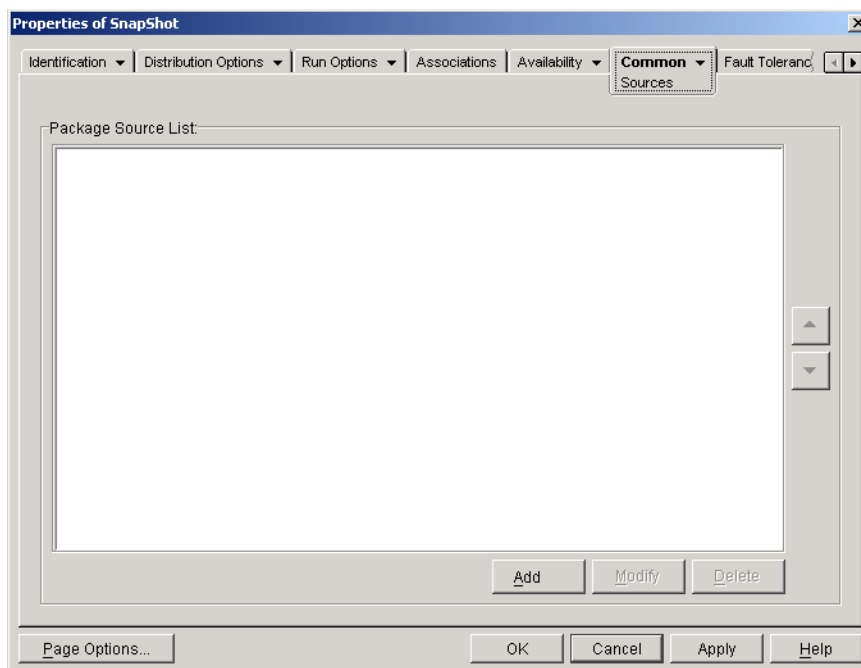 Properties of SnapShot
Identification Distribution Options Run Options Associations Availability Common Fault Toleranc
Sources
Package Source List:
Add Modify Delete
Page Options... OK Cancel Apply Help